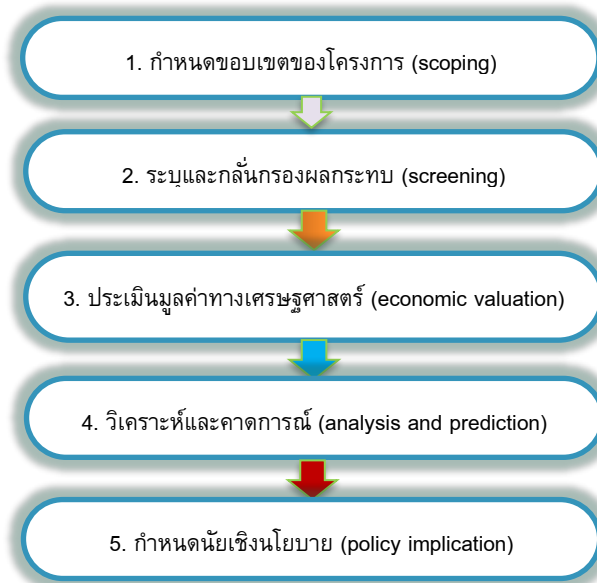 1. กำหนดขอบเขตของโครงการ (scoping)
2. ระบุและกลั่นกรองผลกระทบ (screening)
3. ประเมินมูลค่าทางเศรษฐศาสตร์ (economic valuation)
4. วิเคราะห์และคาดการณ์ (analysis and prediction)
5. กำหนดนัยเชิงนโยบาย (policy implication)